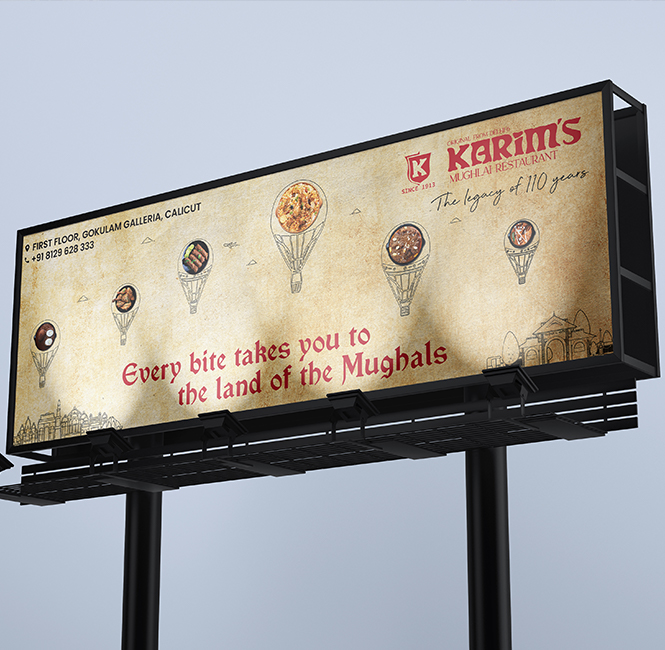 FIRST FLOOR, GOKULAM GALLERIA, CALICUT
+91 8129 628 333
K
SINCE 1913
ORIGINAL FROM DELHI'S
KARIM'S
MUGHLAI RESTAURANT
The legacy of 110 years
Every bite takes you to
the land of the Mughals